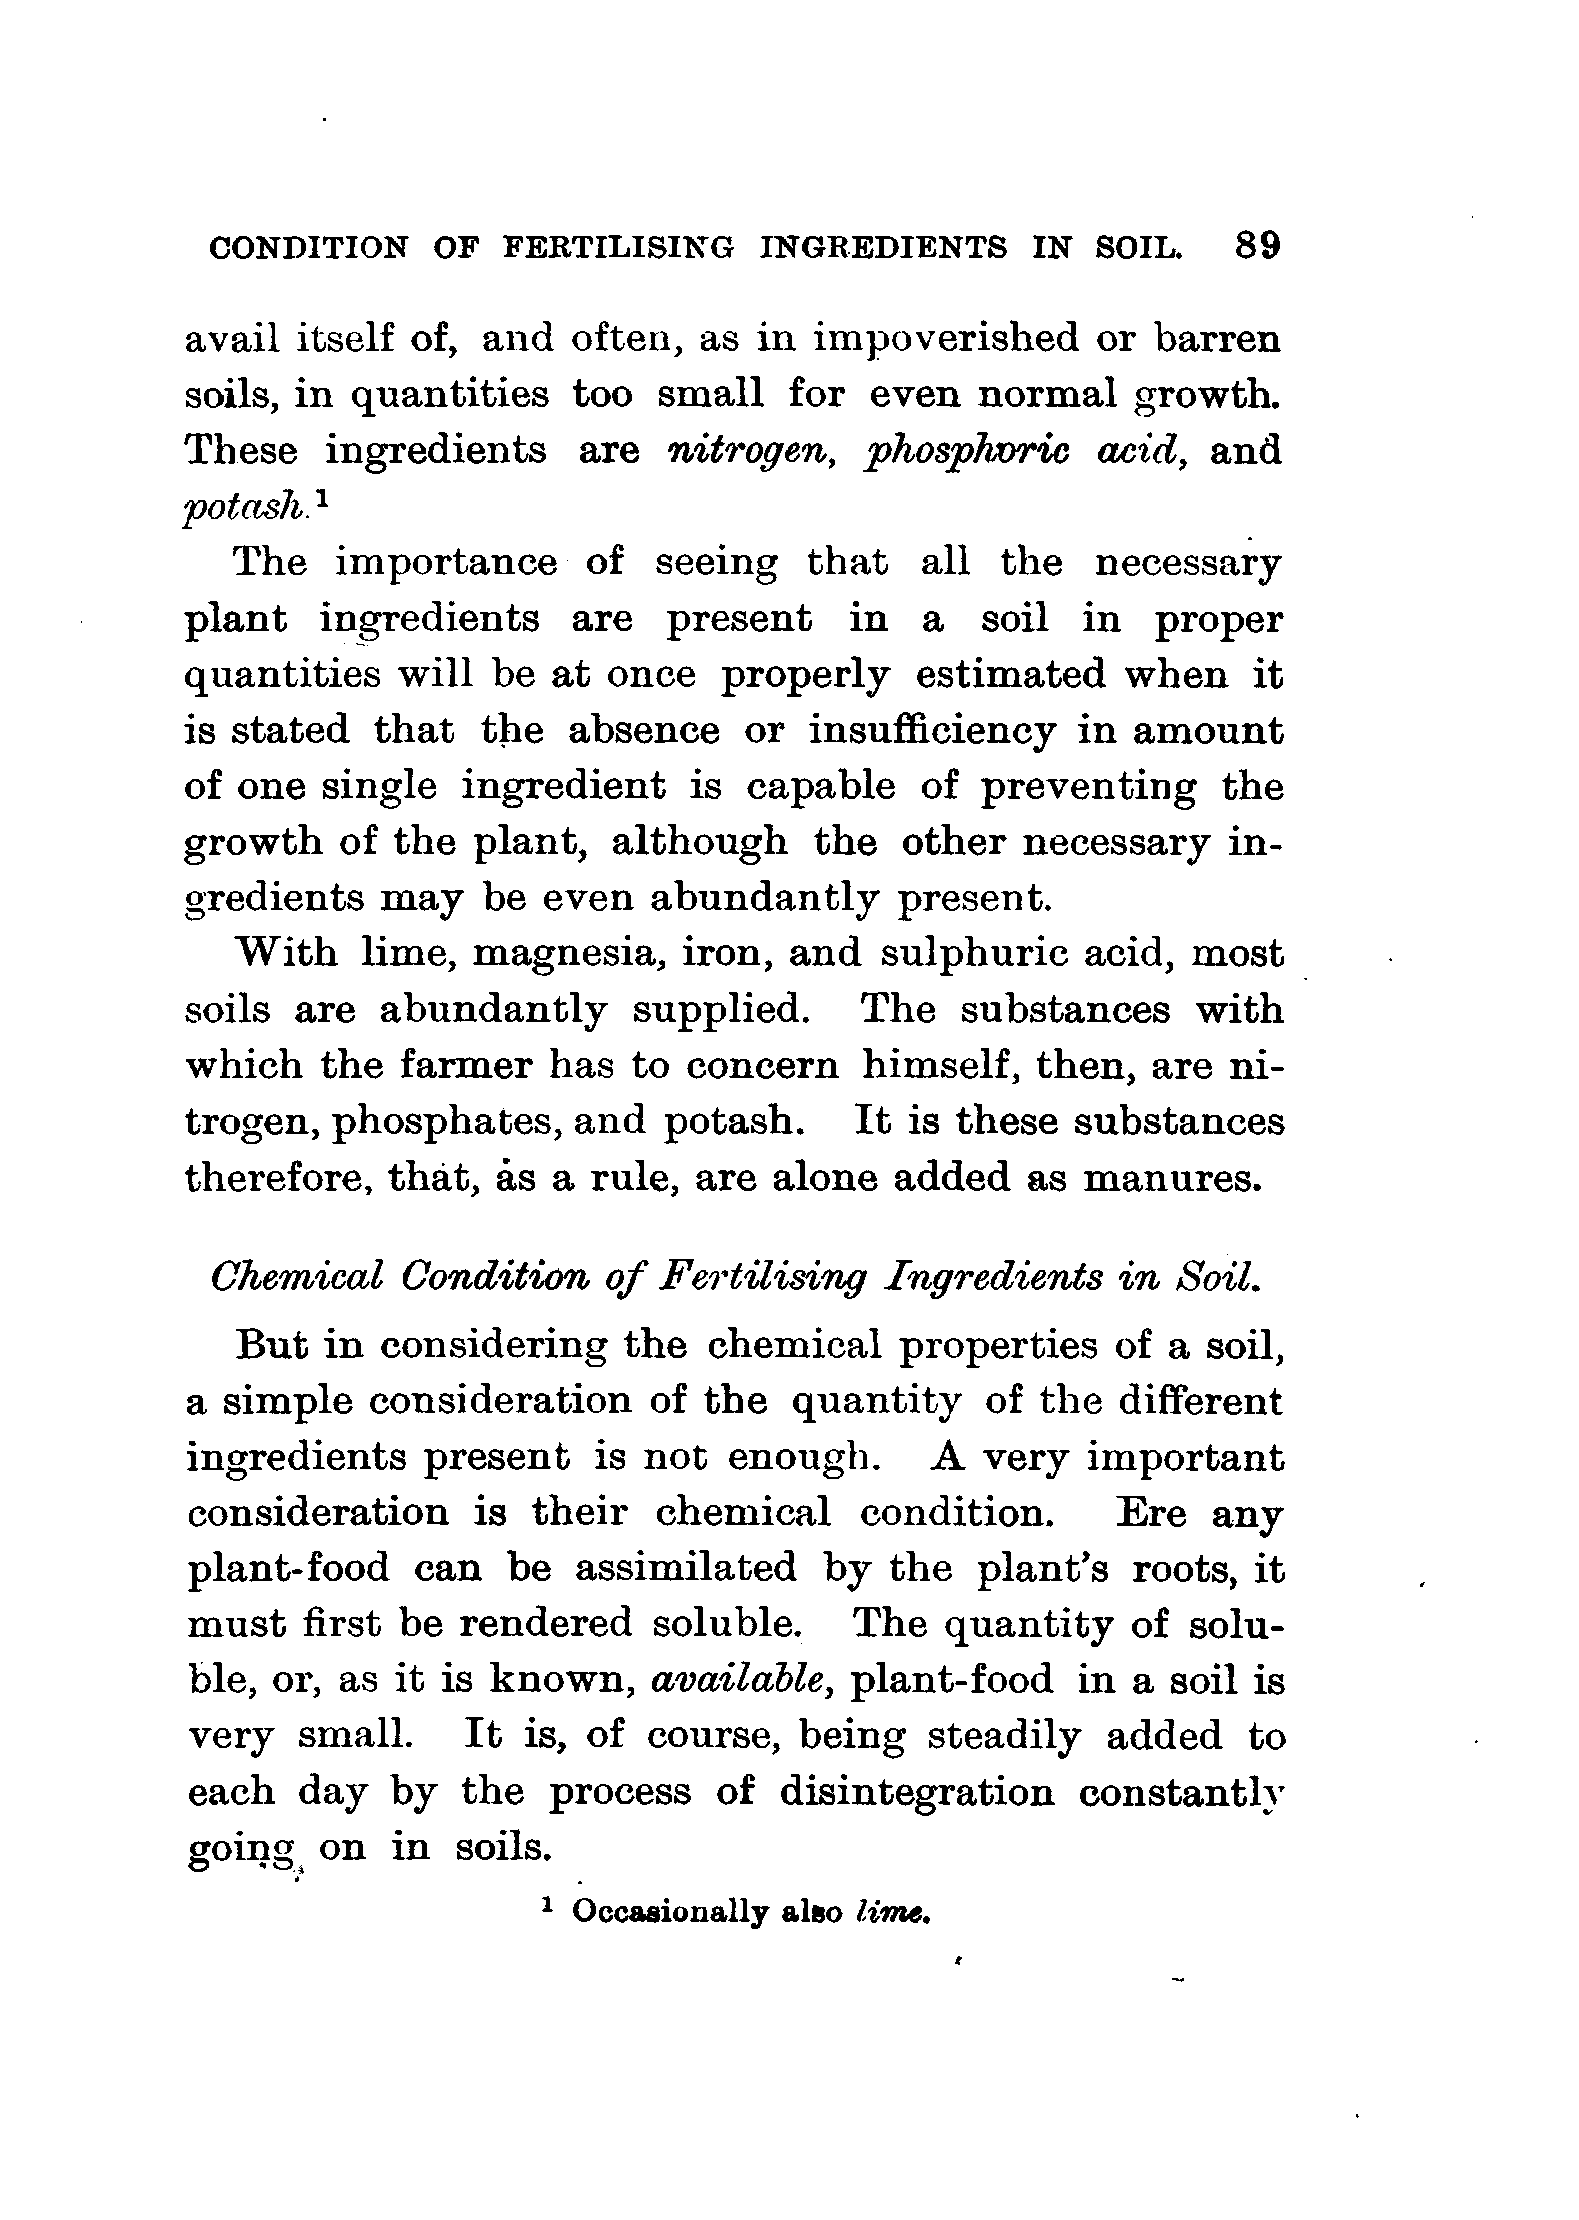 CONDITION OF FERTILISING INGREDIENTS IN SOIL. 89
avail itself of, and often, as in impoverished or barren
soils, in quantities too small for even normal growth.
These ingredients are nitrogen, phosphoric acid, and
potash.¹
The importance of seeing that all the necessary
plant ingredients are present in a soil in proper
quantities will be at once properly estimated when it
is stated that the absence or insufficiency in amount
of one single ingredient is capable of preventing the
growth of the plant, although the other necessary in-
gredients may be even abundantly present.
With lime, magnesia, iron, and sulphuric acid, most
soils are abundantly supplied. The substances with
which the farmer has to concern himself, then, are ni-
trogen, phosphates, and potash. It is these substances
therefore, that, as a rule, are alone added as manures.
Chemical Condition of Fertilising Ingredients in Soil.
But in considering the chemical properties of a soil,
a simple consideration of the quantity of the different
ingredients present is not enough. A very important
consideration is their chemical condition. Ere any
plant-food can be assimilated by the plant's roots, it
must first be rendered soluble. The quantity of solu-
ble, or, as it is known, available, plant-food in a soil is
very small. It is, of course, being steadily added to
each day by the process of disintegration constantly
going on in soils.
¹ Occasionally also lime.